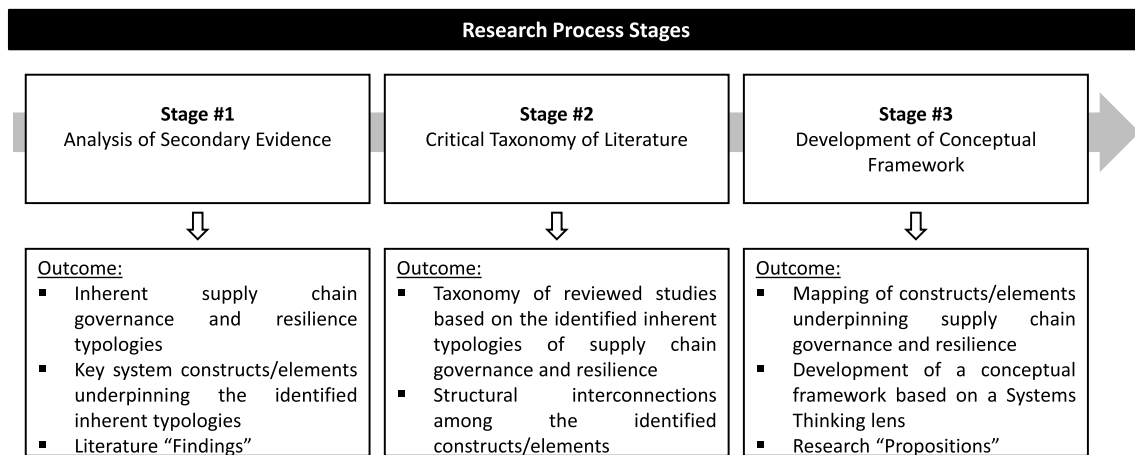 Research Process Stages
Stage #1
Analysis of Secondary Evidence
Stage #2
Critical Taxonomy of Literature
Stage #3
Development of Conceptual
Framework
Outcome:
▪ Inherent supply chain
governance and resilience
typologies
▪ Key system constructs/elements
underpinning the identified
inherent typologies
▪ Literature “Findings”
Outcome:
▪ Taxonomy of reviewed studies
based on the identified inherent
typologies of supply chain
governance and resilience
▪ Structural interconnections
among the identified
constructs/elements
Outcome:
▪ Mapping of constructs/elements
underpinning supply chain
governance and resilience
▪ Development of a conceptual
framework based on a Systems
Thinking lens
▪ Research “Propositions”